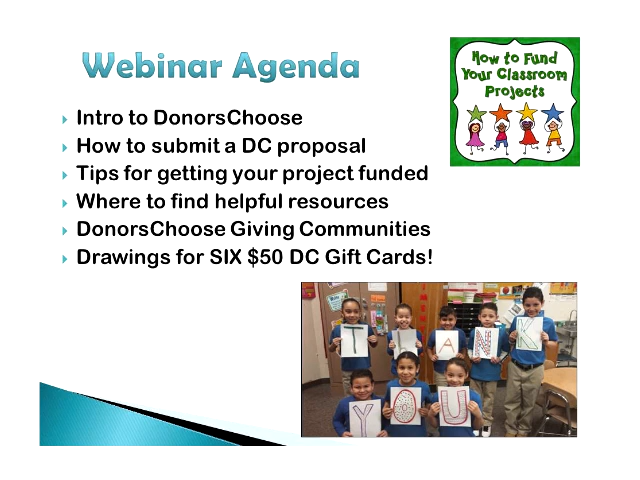 Webinar Agenda
How to Fund
Your Classroom
Projects
Intro to DonorsChoose
How to submit a DC proposal
Tips for getting your project funded
Where to find helpful resources
DonorsChoose Giving Communities
Drawings for SIX $50 DC Gift Cards!
T H A N K
Y O U